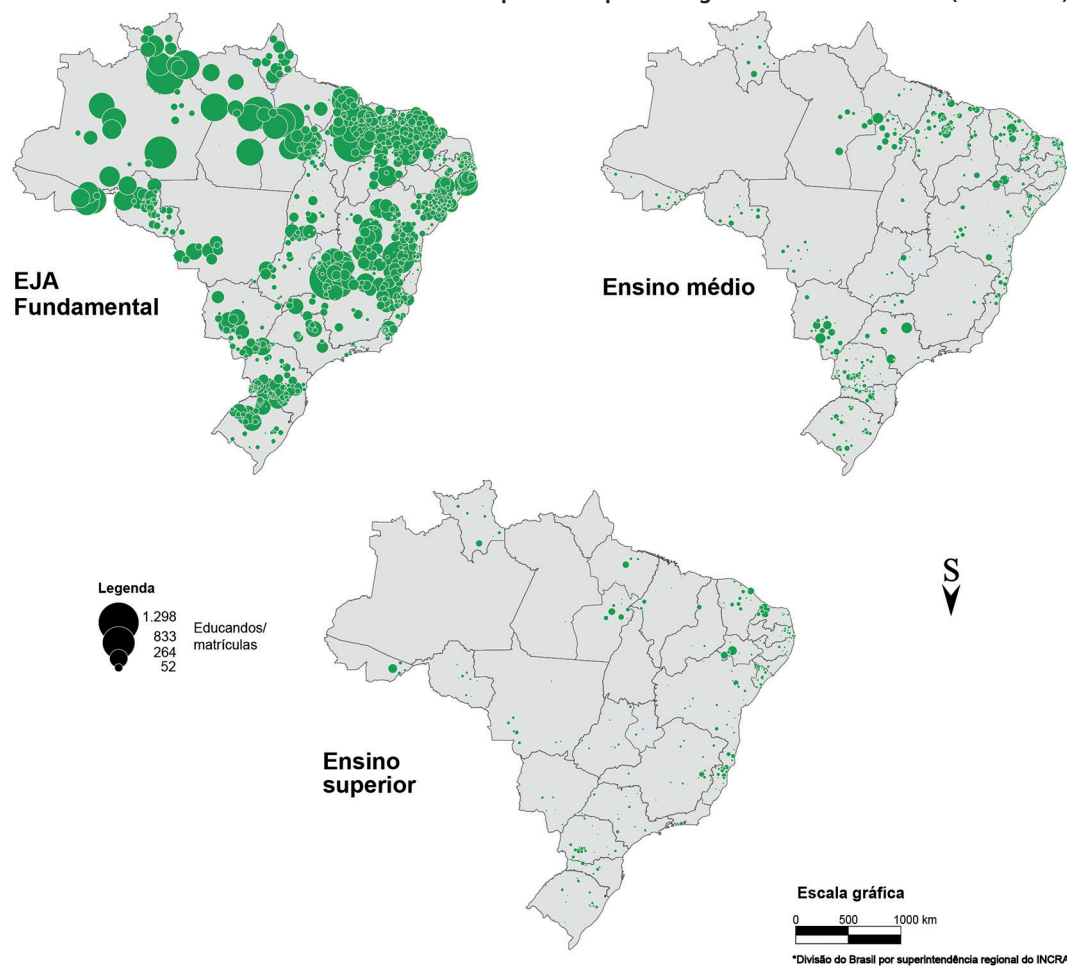 EJA
Fundamental
Ensino médio
Legenda
1.298
833
264
52
Educandos/
matrículas
S
Ensino
superior
Escala gráfica
0 500 1000 km
*Divisão do Brasil por superintendência regional do INCRA